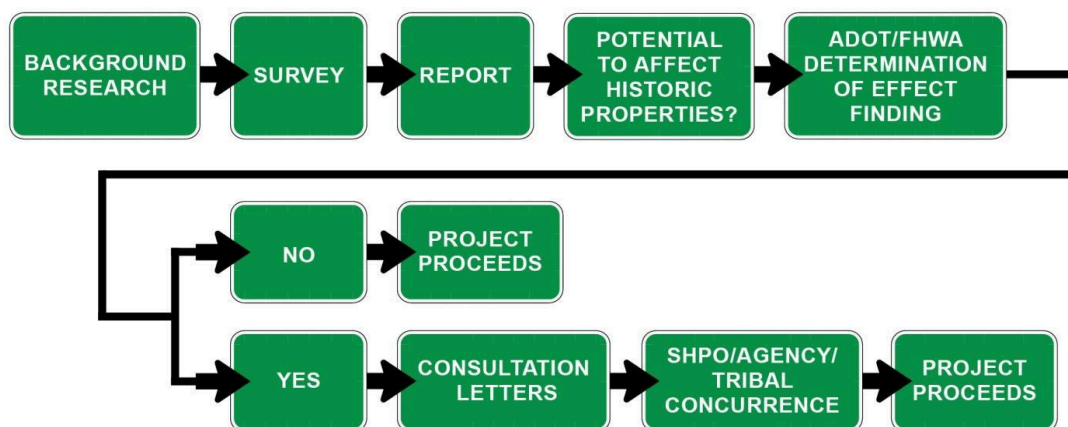 BACKGROUND
RESEARCH
SURVEY
REPORT
POTENTIAL
TO AFFECT
HISTORIC
PROPERTIES?
ADOT/FHWA
DETERMINATION
OF EFFECT
FINDING
NO
PROJECT
PROCEEDS
YES
CONSULTATION
LETTERS
SHPO/AGENCY/
TRIBAL
CONCURRENCE
PROJECT
PROCEEDS